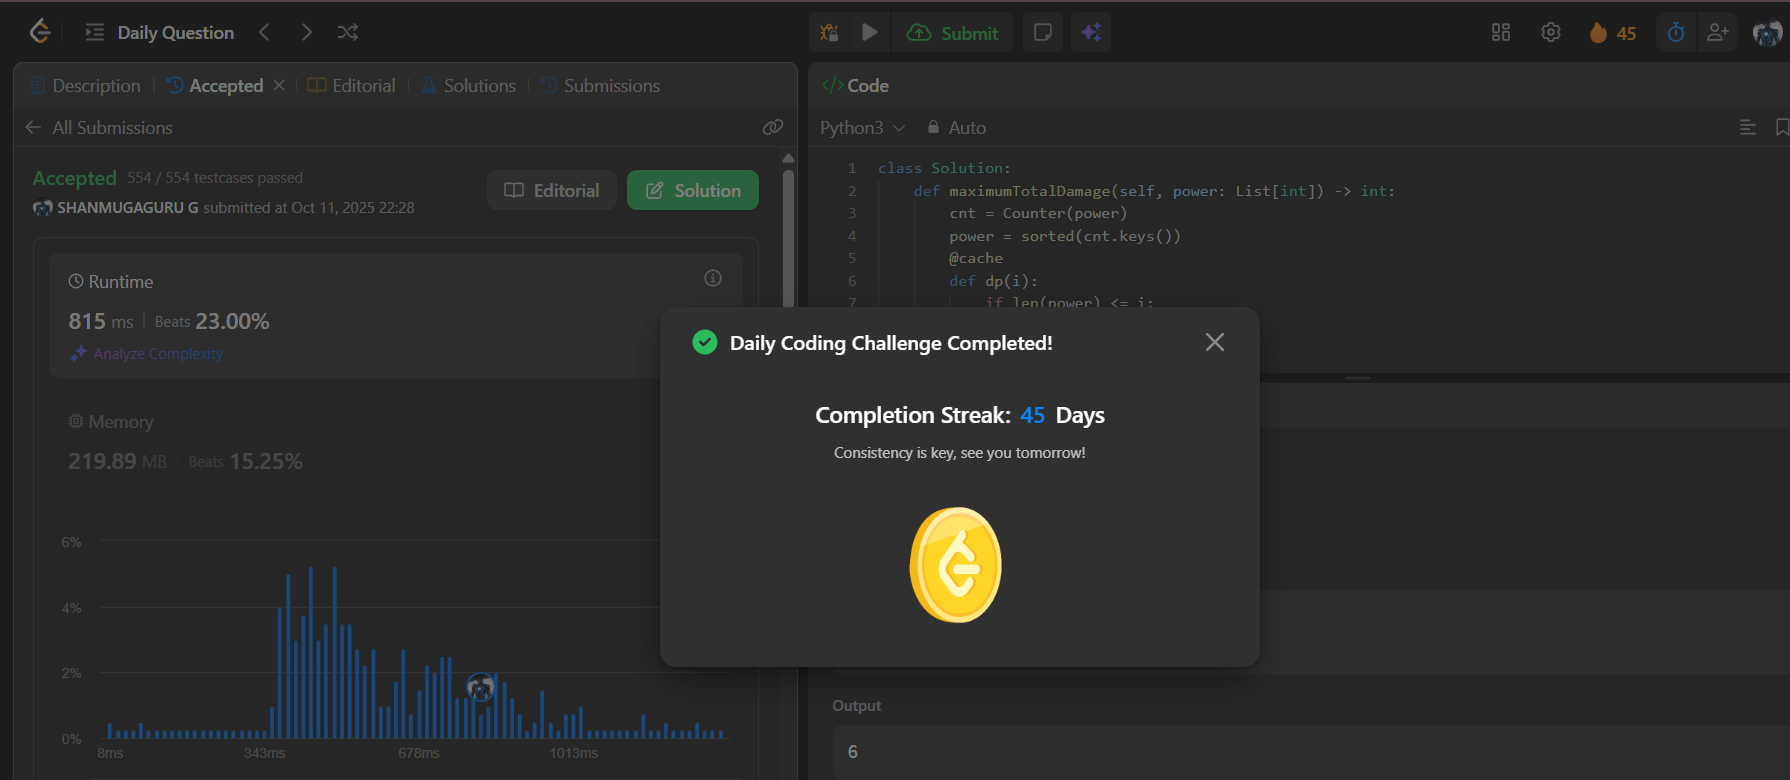 Daily Question
Submit
45
Description
Accepted
Editorial
Solutions
Submissions
All Submissions
Accepted 554 / 554 testcases passed
SHANMUGAGURU G submitted at Oct 11, 2025 22:28
Editorial
Solution
Runtime
815 ms
Beats 23.00%
Analyze Complexity
Memory
219.89 MB
Beats 15.25%
6%
4%
2%
0%
8ms
343ms
678ms
1013ms
</> Code
Python3
Auto
1 class Solution:
2 def maximumTotalDamage(self, power: List[int]) -> int:
3 cnt = Counter(power)
4 power = sorted(cnt.keys())
5 @cache
6 def dp(i):
7 if len(power) <= i:
Daily Coding Challenge Completed!
Completion Streak: 45 Days
Consistency is key, see you tomorrow!
Output
6